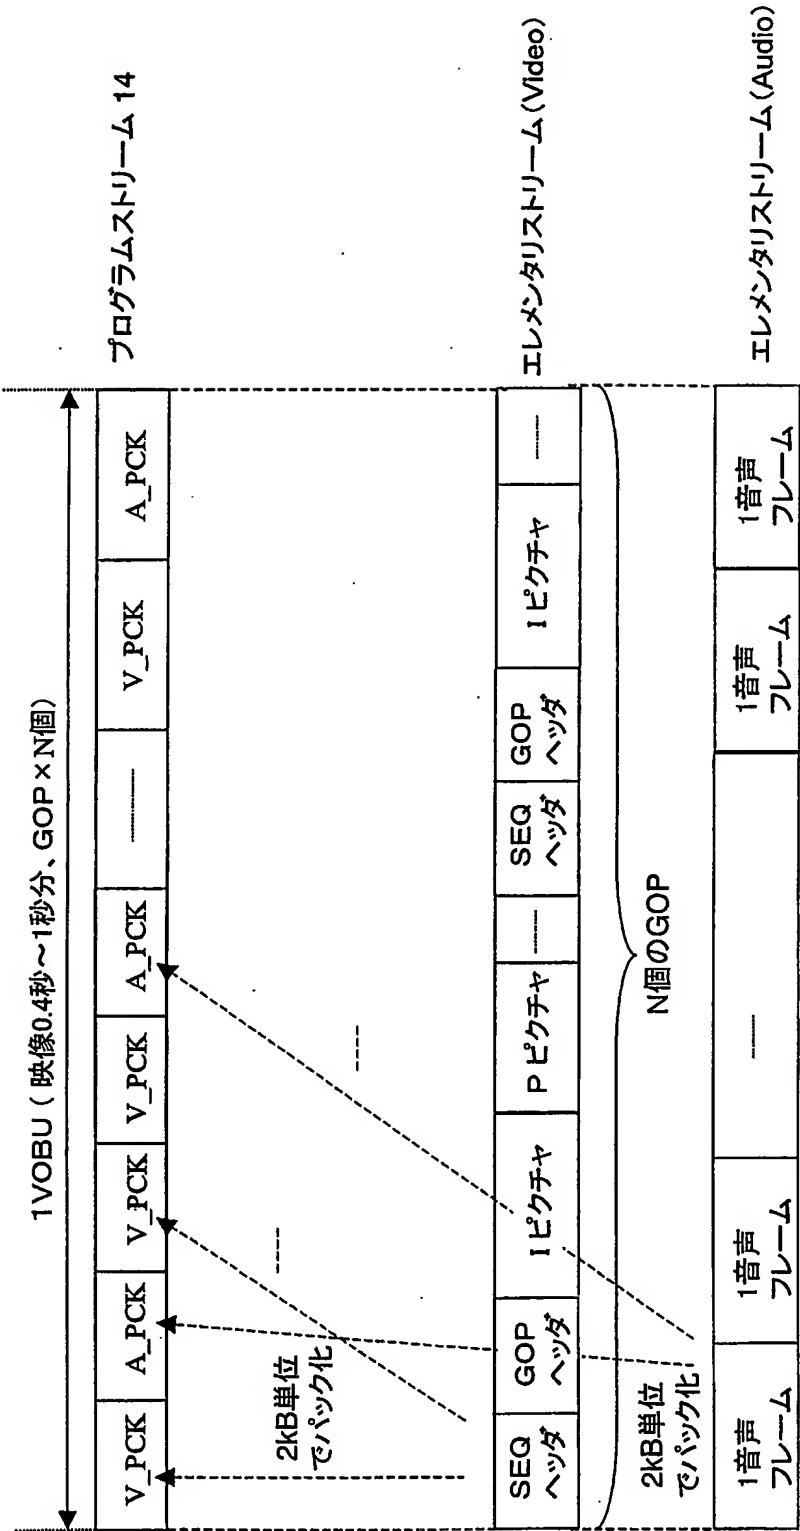 1VOBU ( 映像0.4秒～1秒分、GOP×N個)
V_PCK
A_PCK
V_PCK
V_PCK
A_PCK
V_PCK
A_PCK
プログラムストリーム 14
2kB単位
でパック化
SEQ
ヘッダ
GOP
ヘッダ
I ピクチャ
P ピクチャ
SEQ
ヘッダ
GOP
ヘッダ
I ピクチャ
エレメンタリストリーム(Video)
N個のGOP
2kB単位
でパック化
1音声
フレーム
1音声
フレーム
1音声
フレーム
1音声
フレーム
エレメンタリストリーム(Audio)